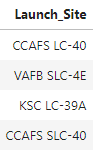 Launch_Site
CCAFS LC-40
VAFB SLC-4E
KSC LC-39A
CCAFS SLC-40